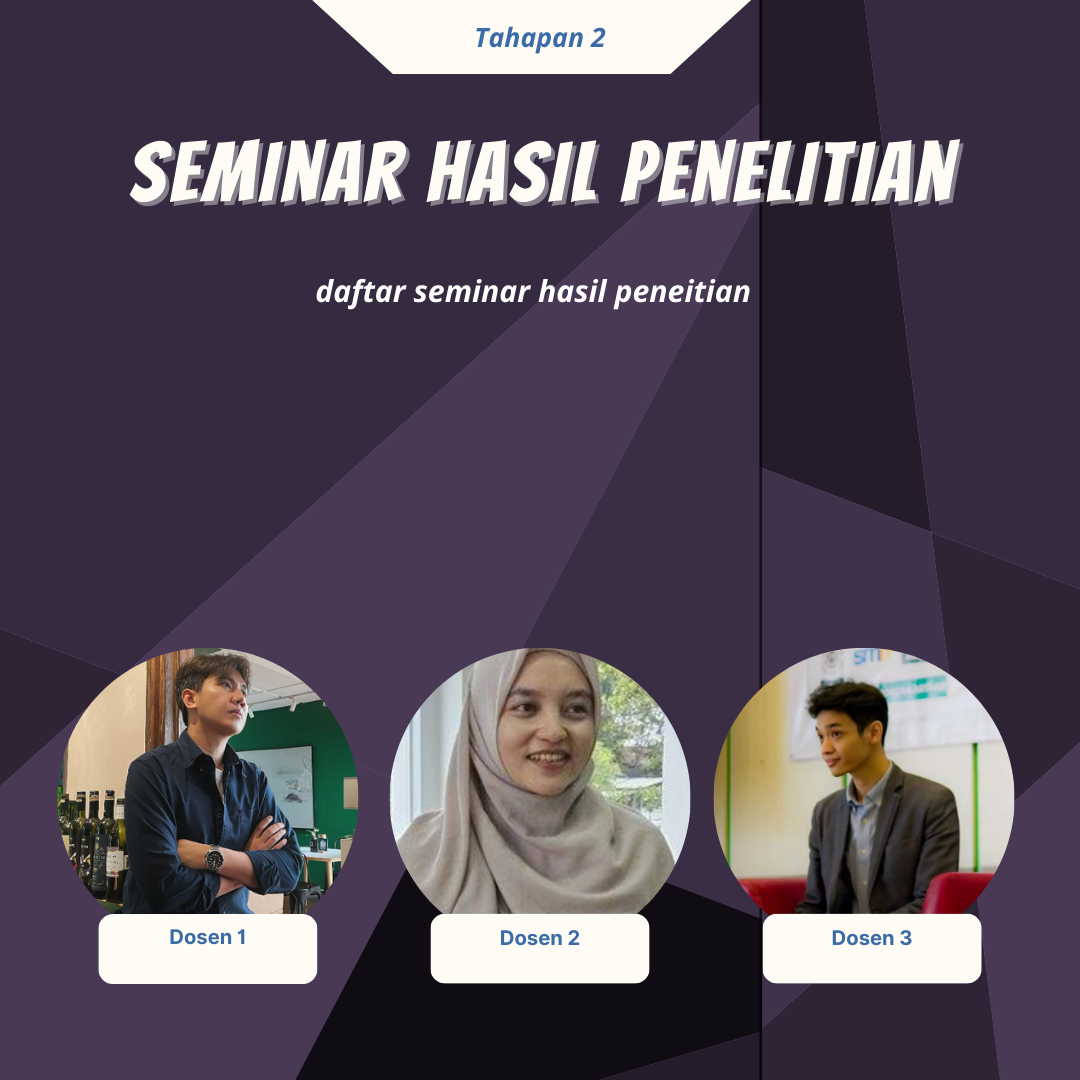 Tahapan 2
SEMINAR HASIL PENELITIAN
daftar seminar hasil peneitian
Dosen 1
Dosen 2
Dosen 3